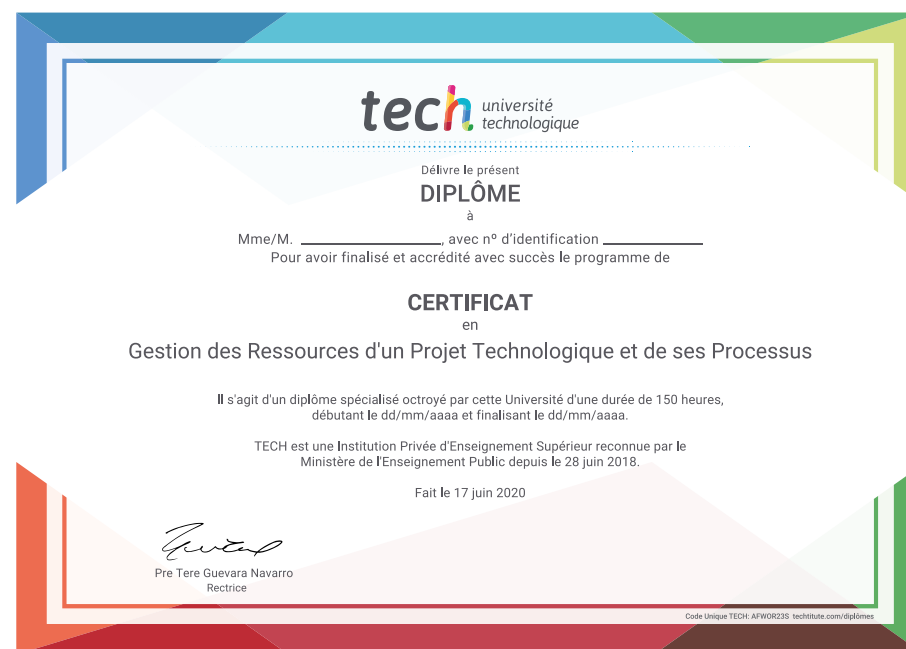 tech université
technologique
Délivre le présent
DIPLÔME
à
Mme/M. ____________________, avec nº d'identification ______________
Pour avoir finalisé et accrédité avec succès le programme de
CERTIFICAT
en
Gestion des Ressources d'un Projet Technologique et de ses Processus
Il s'agit d'un diplôme spécialisé octroyé par cette Université d'une durée de 150 heures,
débutant le dd/mm/aaaa et finalisant le dd/mm/aaaa.
TECH est une Institution Privée d'Enseignement Supérieur reconnue par le
Ministère de l'Enseignement Public depuis le 28 juin 2018.
Fait le 17 juin 2020
Pre Tere Guevara Navarro
Rectrice
Code Unique TECH: AFWOR23S techtitute.com/diplômes